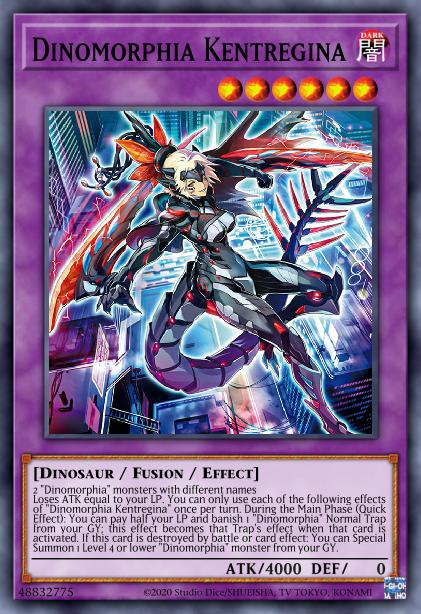 Dinomorphia Kentregina
DARK
闇
[Dinosaur / Fusion / Effect]
2 "Dinomorphia" monsters with different names
Loses ATK equal to your LP. You can only use each of the following effects
of "Dinomorphia Kentregina" once per turn. During the Main Phase (Quick
Effect): You can pay half your LP and banish 1 "Dinomorphia" Normal Trap
from your GY; this effect becomes that Trap's effect when that card is
activated. If this card is destroyed by battle or card effect: You can Special
Summon 1 Level 4 or lower "Dinomorphia" monster from your GY.
ATK/4000 DEF/ 0
48832775
©2020 Studio Dice/SHUEISHA, TV TOKYO, KONAMI